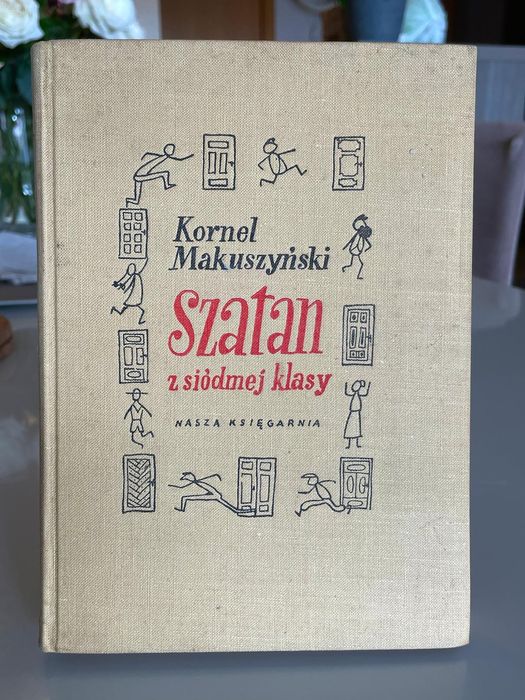 Kornel
Makuszyński
Szatan
z siódmej klasy
NASZA KSIĘGARNIA